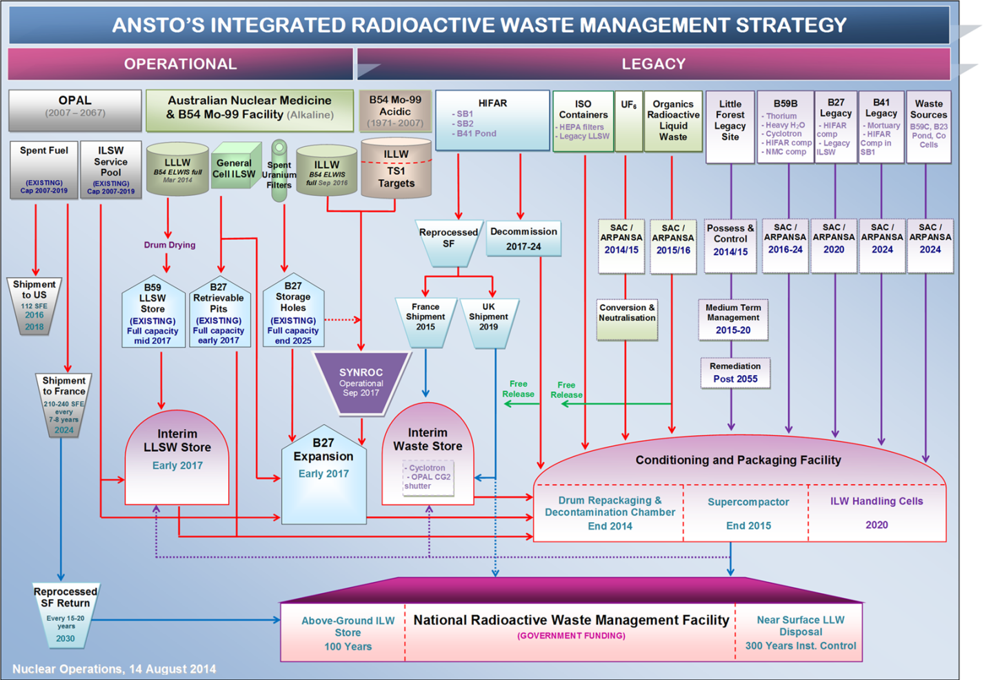 ANSTO'S INTEGRATED RADIOACTIVE WASTE MANAGEMENT STRATEGY
OPERATIONAL
LEGACY
OPAL
(2007 – 2067)
Australian Nuclear Medicine
& B54 Mo-99 Facility (Alkaline)
B54 Mo-99
Acidic
(1971- 2007)
HIFAR
- SB1
- SB2
- B41 Pond
ISO
Containers
- HEPA filters
- Legacy LLSW
UF6
Organics
Radioactive
Liquid
Waste
Little
Forest
Legacy
Site
B59B
- Thorium
- Heavy H2O
- Cyclotron
- HIFAR comp
- NMC comp
B27
Legacy
- HIFAR
comp
- Legacy
ILSW
B41
Legacy
- Mortuary
- HIFAR
Comp in
SB1
Waste
Sources
B59C, B23
Pond, Co
Cells
Spent Fuel
(EXISTING)
Cap 2007-2019
ILSW
Service
Pool
(EXISTING)
Cap 2007-2019
LLLW
B54 ELWIS full
Mar 2014
General
Cell ILSW
Spent
Uranium
Filters
ILLW
B54 ELWIS
full Sep 2016
ILLW
TS1
Targets
Drum Drying
Reprocessed
SF
Decommission
2017-24
SAC /
ARPANSA
2014/15
SAC /
ARPANSA
2015/16
Possess &
Control
2014/15
SAC /
ARPANSA
2016-24
SAC /
ARPANSA
2020
SAC /
ARPANSA
2024
SAC /
ARPANSA
2024
Shipment
to US
112 SFE
2016
2018
B59
LLSW
Store
(EXISTING)
Full capacity
mid 2017
B27
Retrievable
Pits
(EXISTING)
Full capacity
early 2017
B27
Storage
Holes
(EXISTING)
Full capacity
end 2025
France
Shipment
2015
UK
Shipment
2019
Conversion &
Neutralisation
Medium Term
Management
2015-20
Remediation
Post 2055
SYNROC
Operational
Sep 2017
Shipment
to France
210-240 SFE
every
7-8 years
2024
Free
Release
Free
Release
Interim
LLSW Store
Early 2017
B27
Expansion
Early 2017
Interim
Waste Store
- Cyclotron
- OPAL CG2
shutter
Conditioning and Packaging Facility
Drum Repackaging &
Decontamination Chamber
End 2014
Supercompactor
End 2015
ILW Handling Cells
2020
Reprocessed
SF Return
Every 15-20
years
2030
Above-Ground ILW
Store
100 Years
National Radioactive Waste Management Facility
(GOVERNMENT FUNDING)
Near Surface LLW
Disposal
300 Years Inst. Control
Nuclear Operations, 14 August 2014